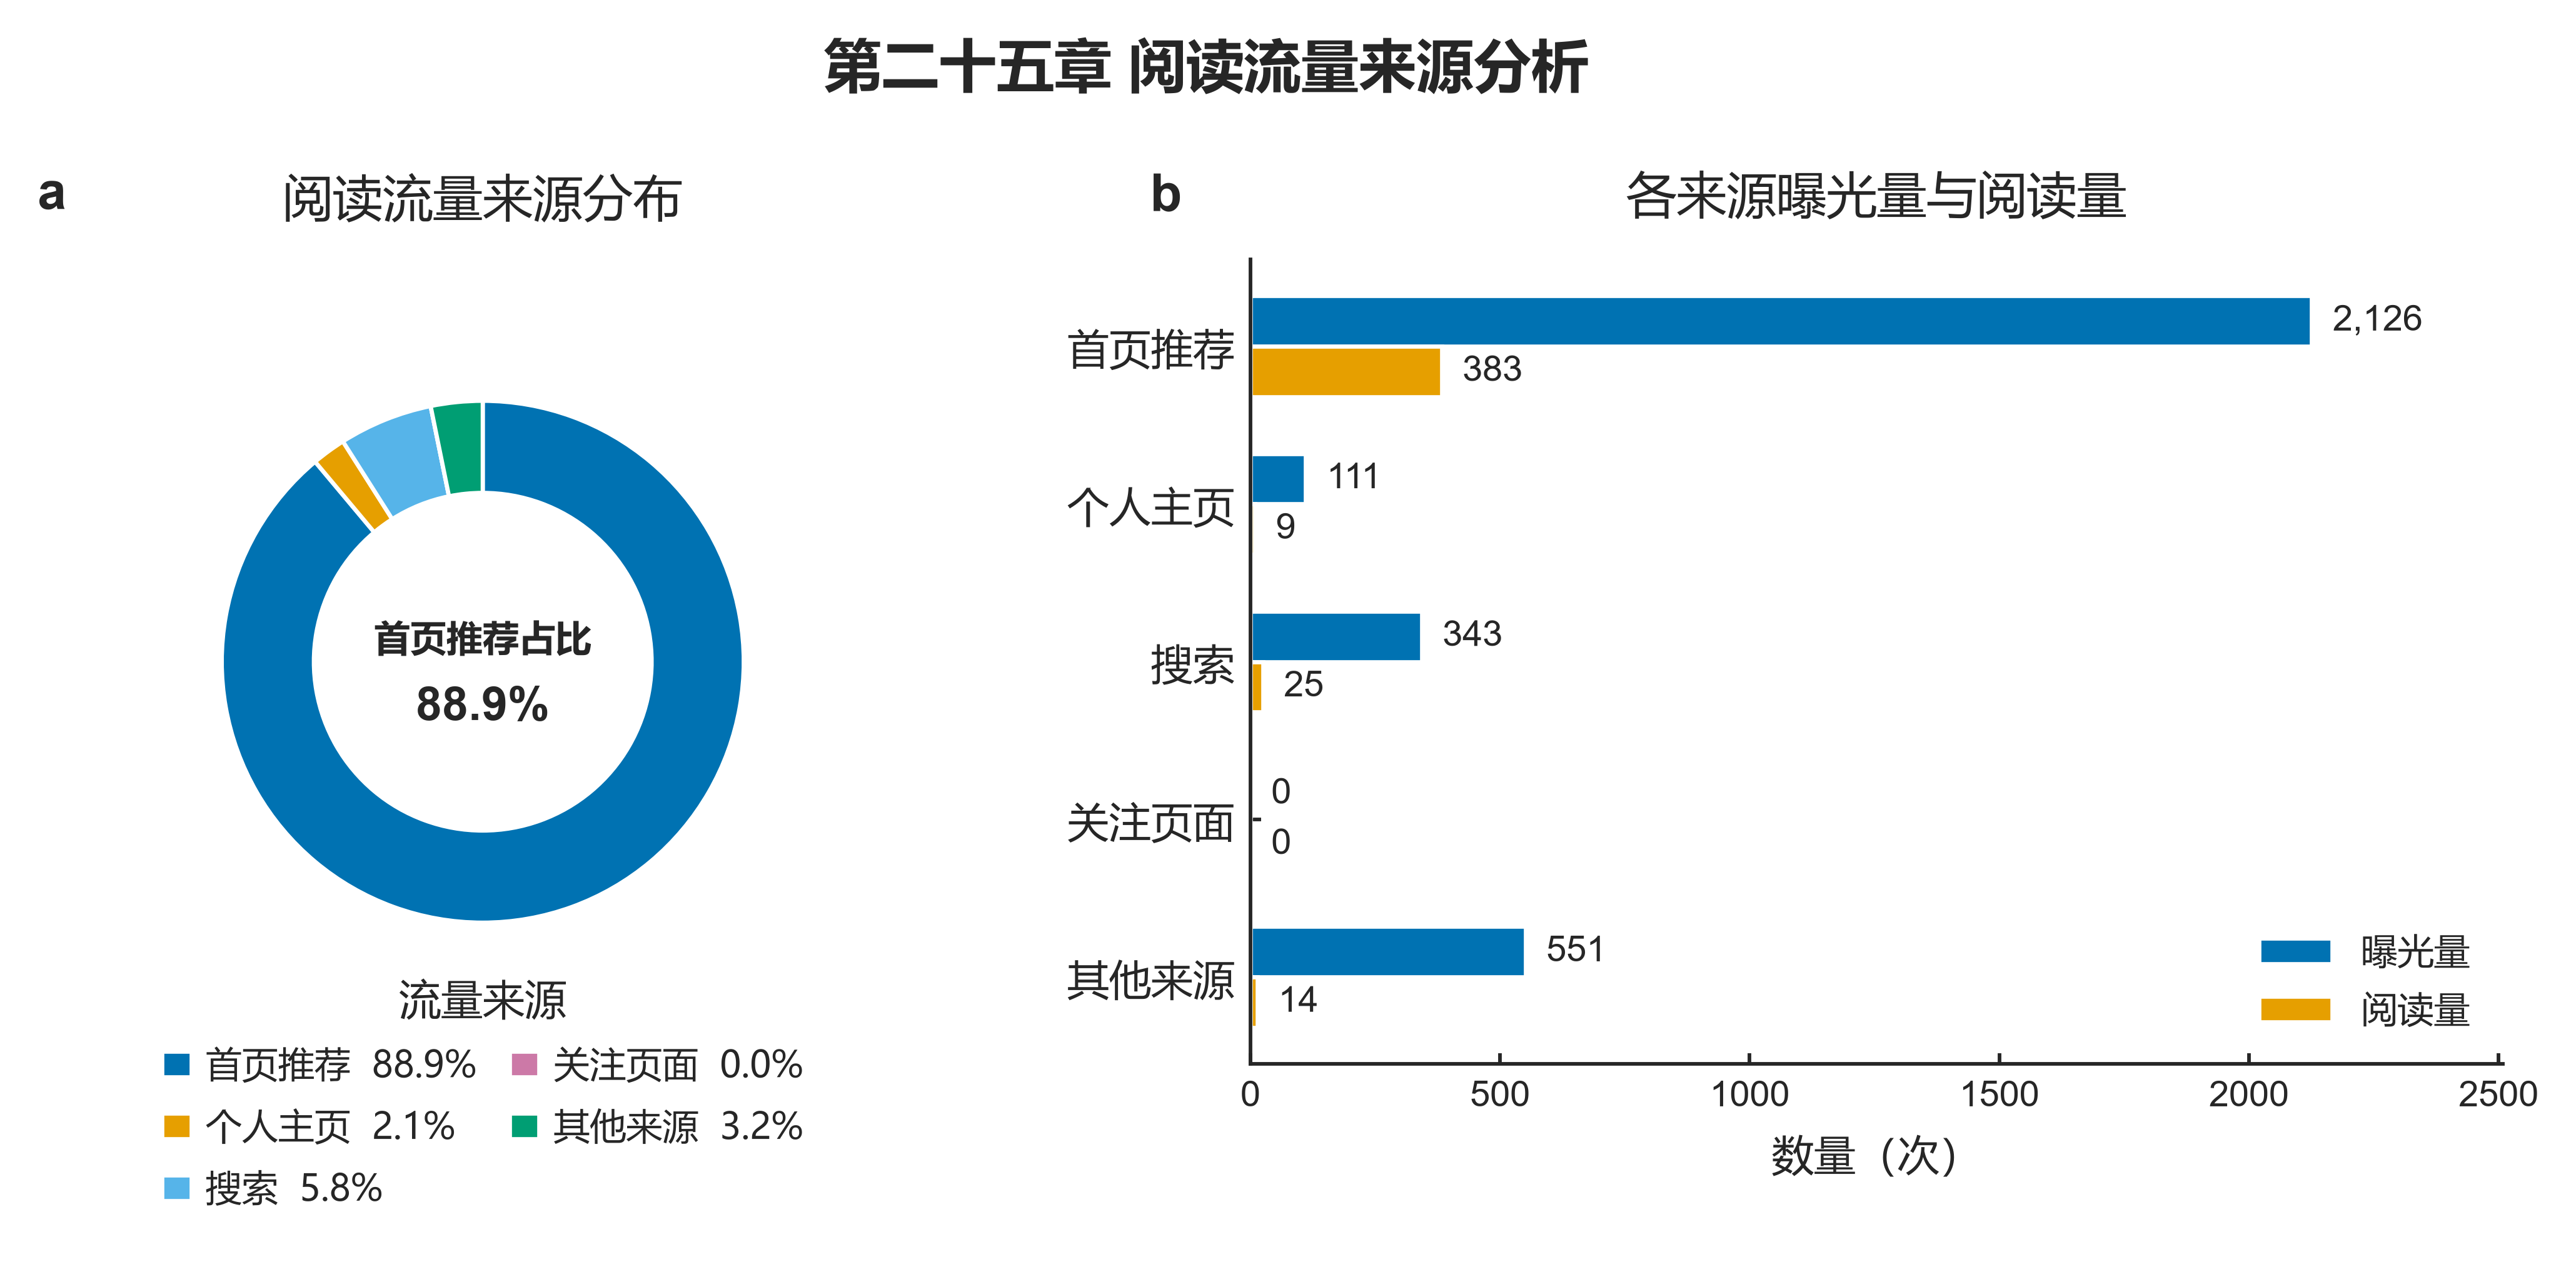 第二十五章 阅读流量来源分析
a
阅读流量来源分布
首页推荐占比
88.9%
流量来源
首页推荐 88.9%
个人主页 2.1%
搜索 5.8%
关注页面 0.0%
其他来源 3.2%
b
各来源曝光量与阅读量
首页推荐
2,126
383
个人主页
111
9
搜索
343
25
关注页面
0
0
其他来源
551
14
曝光量
阅读量
0 500 1000 1500 2000 2500
数量（次）